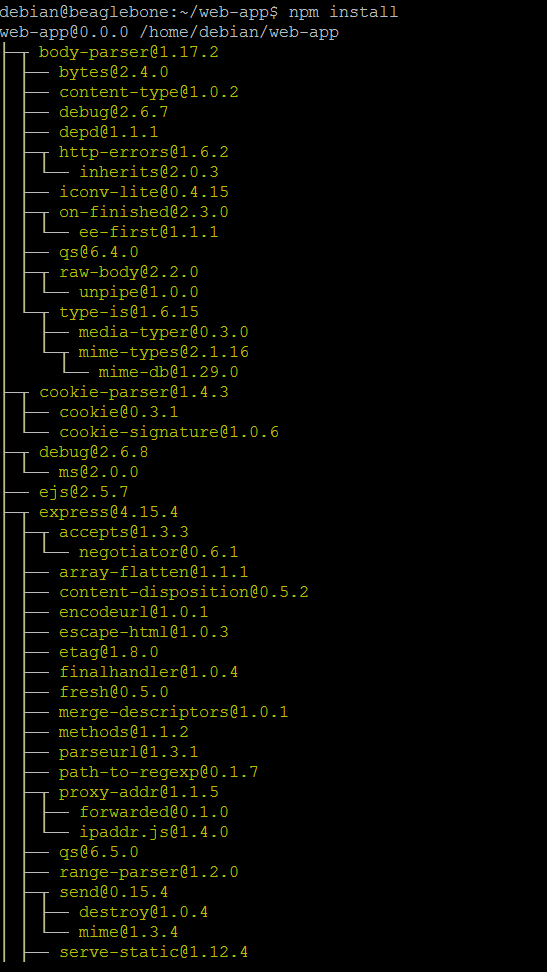 debian@beaglebone:~/web-app$ npm install
web-app@0.0.0 /home/debian/web-app
├─┬ body-parser@1.17.2
│ ├── bytes@2.4.0
│ ├── content-type@1.0.2
│ ├── debug@2.6.7
│ ├── depd@1.1.1
│ ├─┬ http-errors@1.6.2
│ │ └── inherits@2.0.3
│ ├── iconv-lite@0.4.15
│ ├─┬ on-finished@2.3.0
│ │ └── ee-first@1.1.1
│ ├── qs@6.4.0
│ ├─┬ raw-body@2.2.0
│ │ └── unpipe@1.0.0
│ └─┬ type-is@1.6.15
│   ├── media-typer@0.3.0
│   └─┬ mime-types@2.1.16
│     └── mime-db@1.29.0
├─┬ cookie-parser@1.4.3
│ ├── cookie@0.3.1
│ └── cookie-signature@1.0.6
├─┬ debug@2.6.8
│ └── ms@2.0.0
├── ejs@2.5.7
├─┬ express@4.15.4
│ ├─┬ accepts@1.3.3
│ │ └── negotiator@0.6.1
│ ├── array-flatten@1.1.1
│ ├── content-disposition@0.5.2
│ ├── encodeurl@1.0.1
│ ├── escape-html@1.0.3
│ ├── etag@1.8.0
│ ├── finalhandler@1.0.4
│ ├── fresh@0.5.0
│ ├── merge-descriptors@1.0.1
│ ├── methods@1.1.2
│ ├── parseurl@1.3.1
│ ├── path-to-regexp@0.1.7
│ ├─┬ proxy-addr@1.1.5
│ │ ├── forwarded@0.1.0
│ │ └── ipaddr.js@1.4.0
│ ├── qs@6.5.0
│ ├── range-parser@1.2.0
│ ├─┬ send@0.15.4
│ │ ├── destroy@1.0.4
│ │ └── mime@1.3.4
│ ├── serve-static@1.12.4